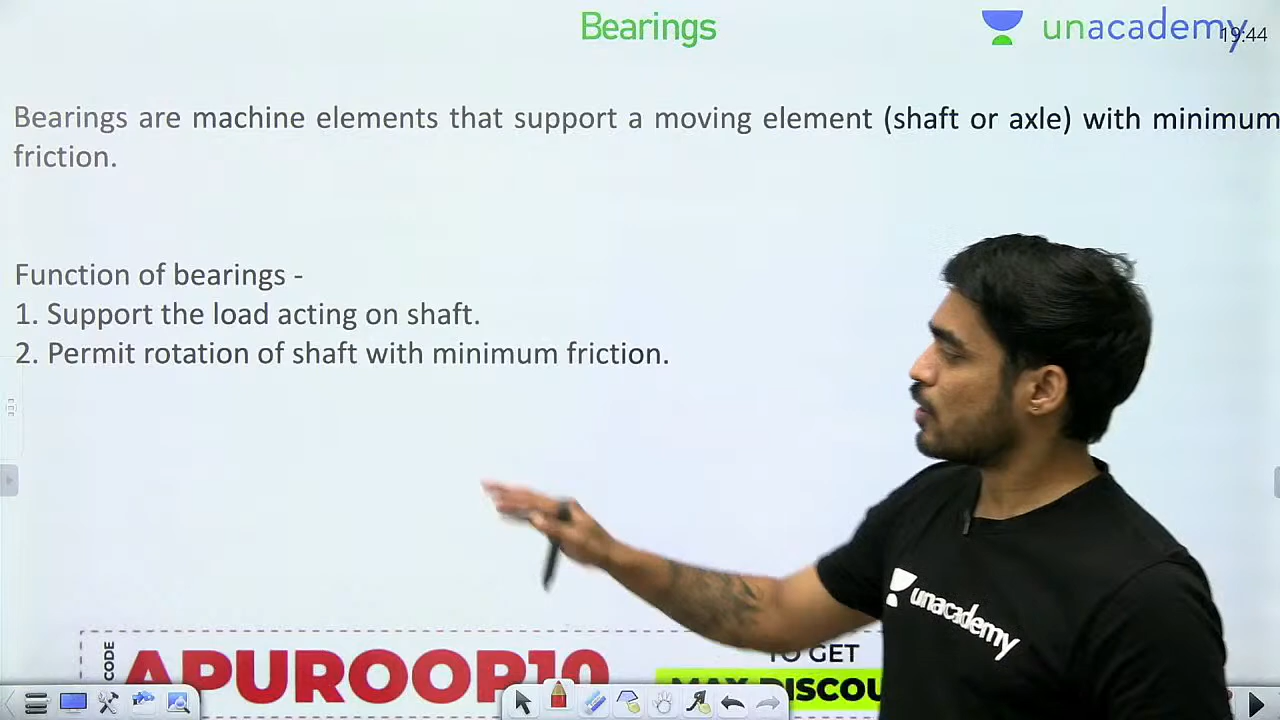 Bearings
unacademy
19:44
Bearings are machine elements that support a moving element (shaft or axle) with minimum
friction.
Function of bearings -
1. Support the load acting on shaft.
2. Permit rotation of shaft with minimum friction.
unacademy
CODE
APUROOP10
TO GET
MAX DISCOU